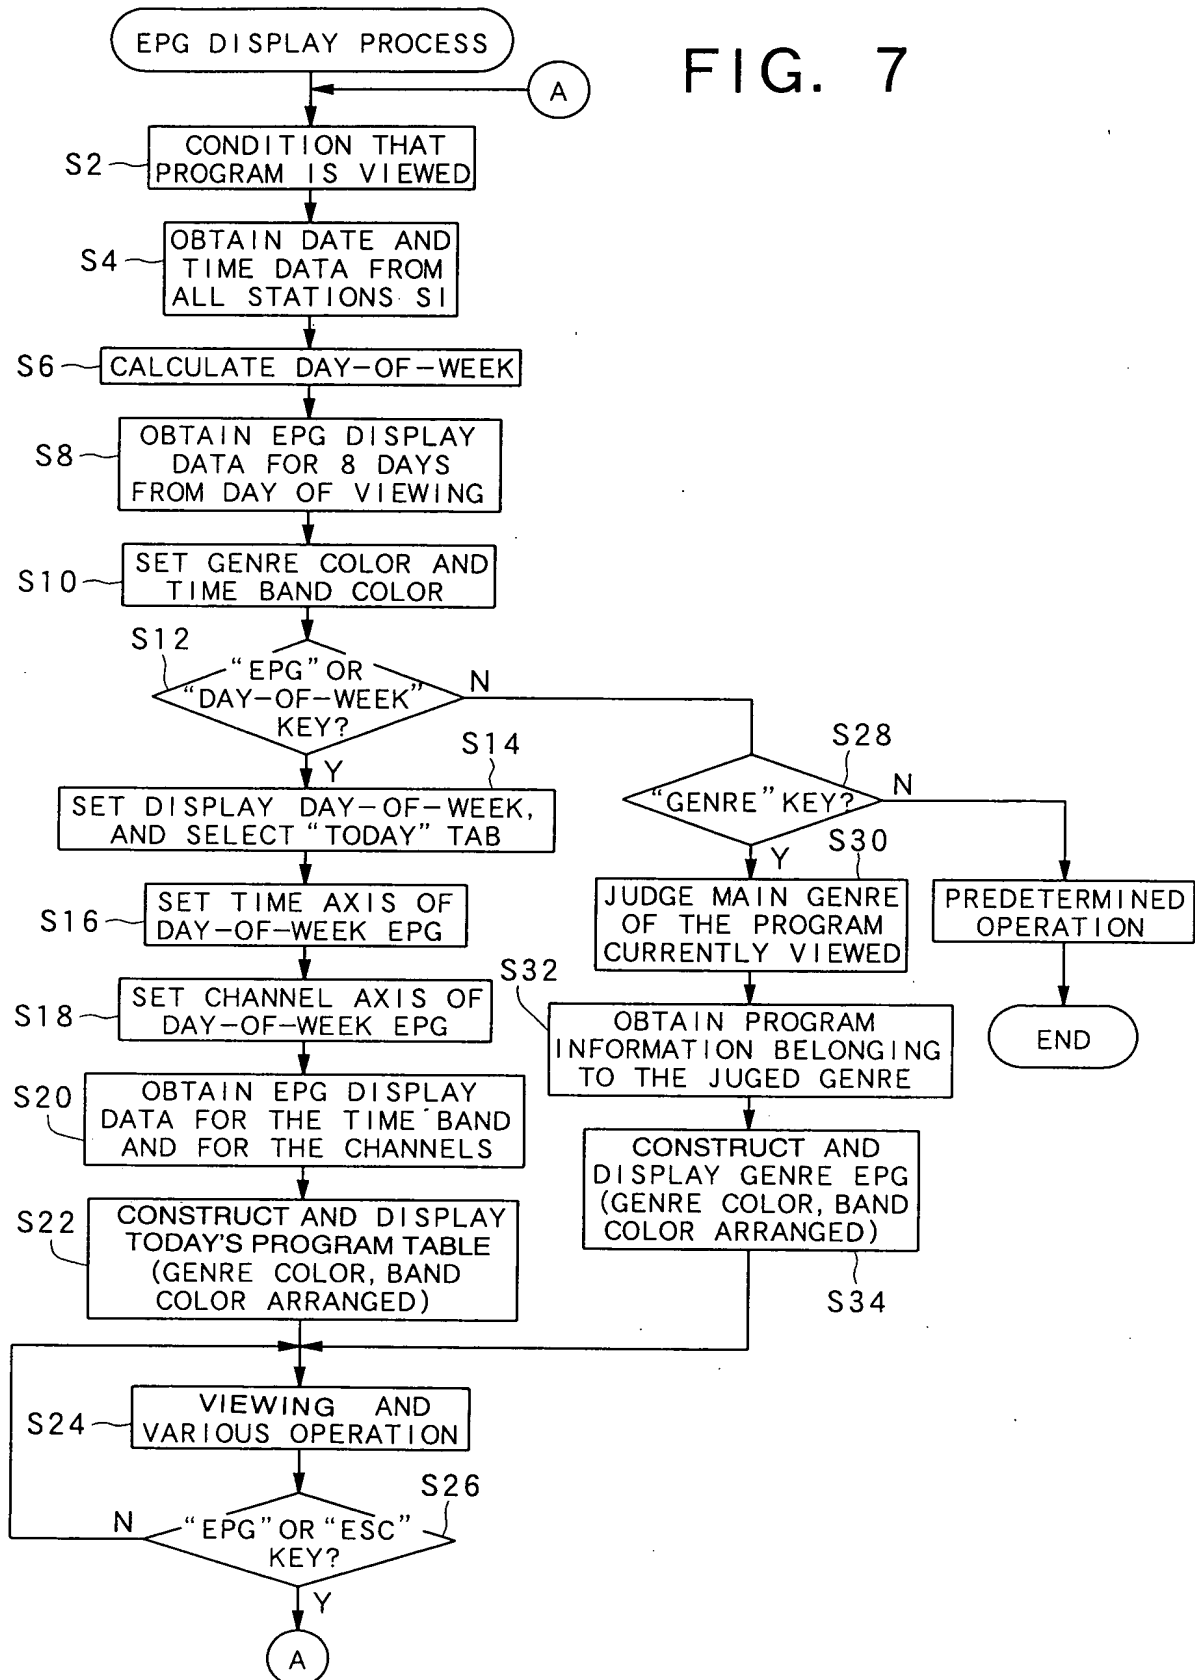 EPG DISPLAY PROCESS
FIG. 7
A
S2
CONDITION THAT
PROGRAM IS VIEWED
S4
OBTAIN DATE AND
TIME DATA FROM
ALL STATIONS SI
S6
CALCULATE DAY-OF-WEEK
S8
OBTAIN EPG DISPLAY
DATA FOR 8 DAYS
FROM DAY OF VIEWING
S10
SET GENRE COLOR AND
TIME BAND COLOR
S12
"EPG" OR
"DAY-OF-WEEK"
KEY?
N
Y
S14
SET DISPLAY DAY-OF-WEEK,
AND SELECT "TODAY" TAB
S16
SET TIME AXIS OF
DAY-OF-WEEK EPG
S18
SET CHANNEL AXIS OF
DAY-OF-WEEK EPG
S20
OBTAIN EPG DISPLAY
DATA FOR THE TIME BAND
AND FOR THE CHANNELS
S22
CONSTRUCT AND DISPLAY
TODAY'S PROGRAM TABLE
(GENRE COLOR, BAND
COLOR ARRANGED)
S24
VIEWING AND
VARIOUS OPERATION
S26
"EPG" OR "ESC"
KEY?
N
Y
A
S28
"GENRE" KEY?
N
Y
S30
JUDGE MAIN GENRE
OF THE PROGRAM
CURRENTLY VIEWED
S32
OBTAIN PROGRAM
INFORMATION BELONGING
TO THE JUGED GENRE
CONSTRUCT AND
DISPLAY GENRE EPG
(GENRE COLOR, BAND
COLOR ARRANGED)
S34
PREDETERMINED
OPERATION
END